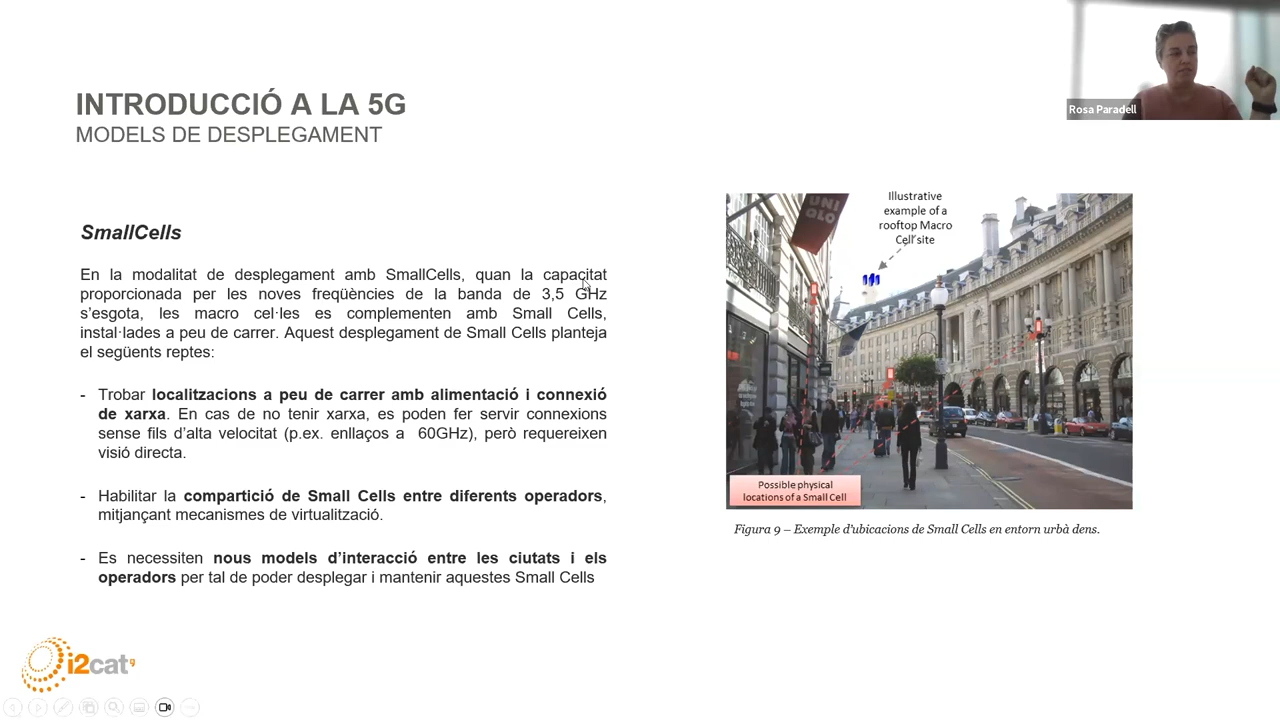 INTRODUCCIÓ A LA 5G
MODELS DE DESPLEGAMENT
Rosa Paradell
SmallCells
En la modalitat de desplegament amb SmallCells, quan la capacitat
proporcionada per les noves freqüències de la banda de 3,5 GHz
s'esgota, les macro cel·les es complementen amb Small Cells,
instal·lades a peu de carrer. Aquest desplegament de Small Cells planteja
el següents reptes:
- Trobar localitzacions a peu de carrer amb alimentació i connexió
de xarxa. En cas de no tenir xarxa, es poden fer servir connexions
sense fils d'alta velocitat (p.ex. enllaços a 60GHz), però requereixen
visió directa.
- Habilitar la compartició de Small Cells entre diferents operadors,
mitjançant mecanismes de virtualització.
- Es necessiten nous models d'interacció entre les ciutats i els
operadors per tal de poder desplegar i mantenir aquestes Small Cells
UNI
QLO
Illustrative
example of a
rooftop Macro
Cell site
Possible physical
locations of a Small Cell
Figura 9 – Exemple d'ubicacions de Small Cells en entorn urbà dens.
i2cat